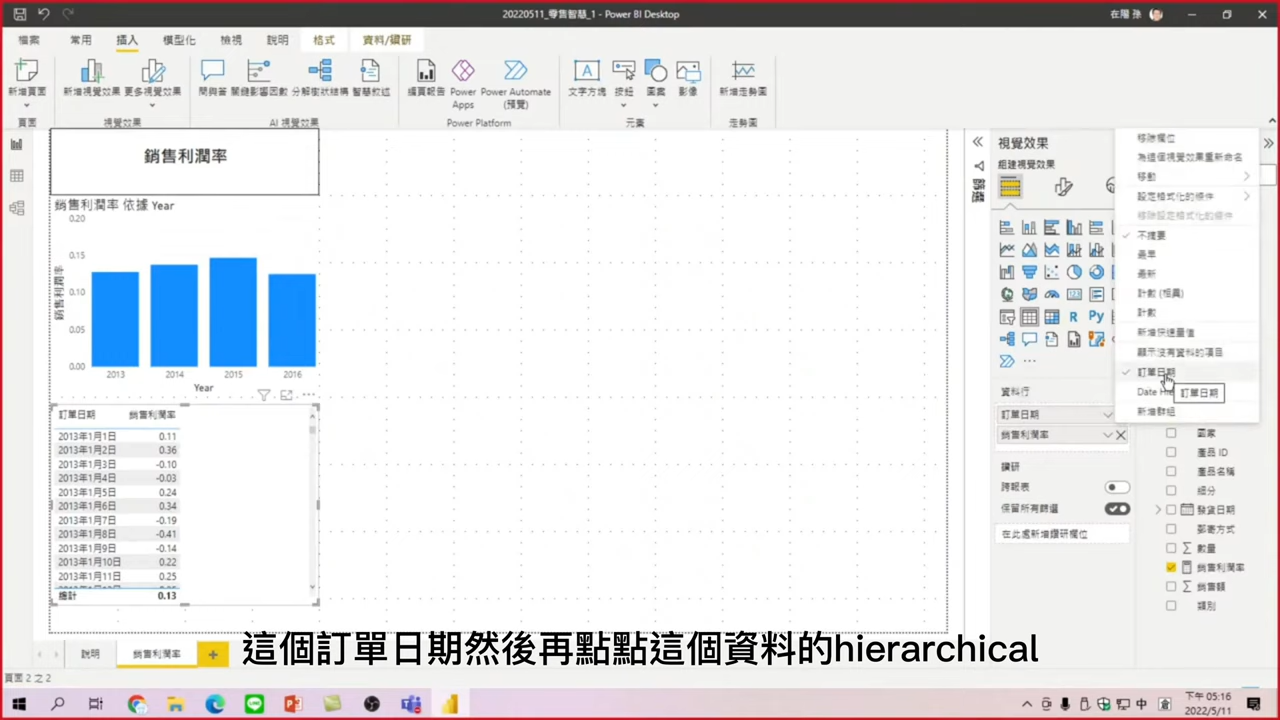 20220511_零售智慧_1 - Power BI Desktop
在陽 孫
檔案 常用 插入 模型化 檢視 說明 格式 資料/鑽研
新增頁面 新增視覺效果 更多視覺效果 問與答 關鍵影響因數 分解樹狀結構 智慧敘述 編頁報告 Power Apps Power Automate (預覽) 文字方塊 按鈕 圖案 影像 新增走勢圖
頁面 視覺效果 AI 視覺效果 Power Platform 元素 走勢圖
銷售利潤率
銷售利潤率 依據 Year
0.20
0.15
0.10
0.05
0.00
銷售利潤率
2013 2014 2015 2016
Year
訂單日期 銷售利潤率
2013年1月1日 0.11
2013年1月2日 0.36
2013年1月3日 -0.10
2013年1月4日 -0.03
2013年1月5日 0.24
2013年1月6日 0.34
2013年1月7日 -0.19
2013年1月8日 -0.41
2013年1月9日 -0.14
2013年1月10日 0.22
2013年1月11日 0.25
總計 0.13
篩選
視覺效果
組建視覺效果
R Py
資料行
訂單日期
銷售利潤率
鑽研
跨報表
保留所有篩選
在此處新增鑽研欄位
移除欄位
為這個視覺效果重新命名
移動
設定格式化的條件
移除設定格式化的條件
不摘要
最早
最新
計數 (相異)
計數
新增快速量值
顯示沒有資料的項目
訂單日期
Date Hie
訂單日期
新增群組
國家
產品 ID
產品名稱
細分
發貨日期
郵寄方式
數量
銷售利潤率
銷售額
類別
說明 銷售利潤率
這個訂單日期然後再點點這個資料的hierarchical
頁面 2 之 2
中
下午 05:16
2022/5/11